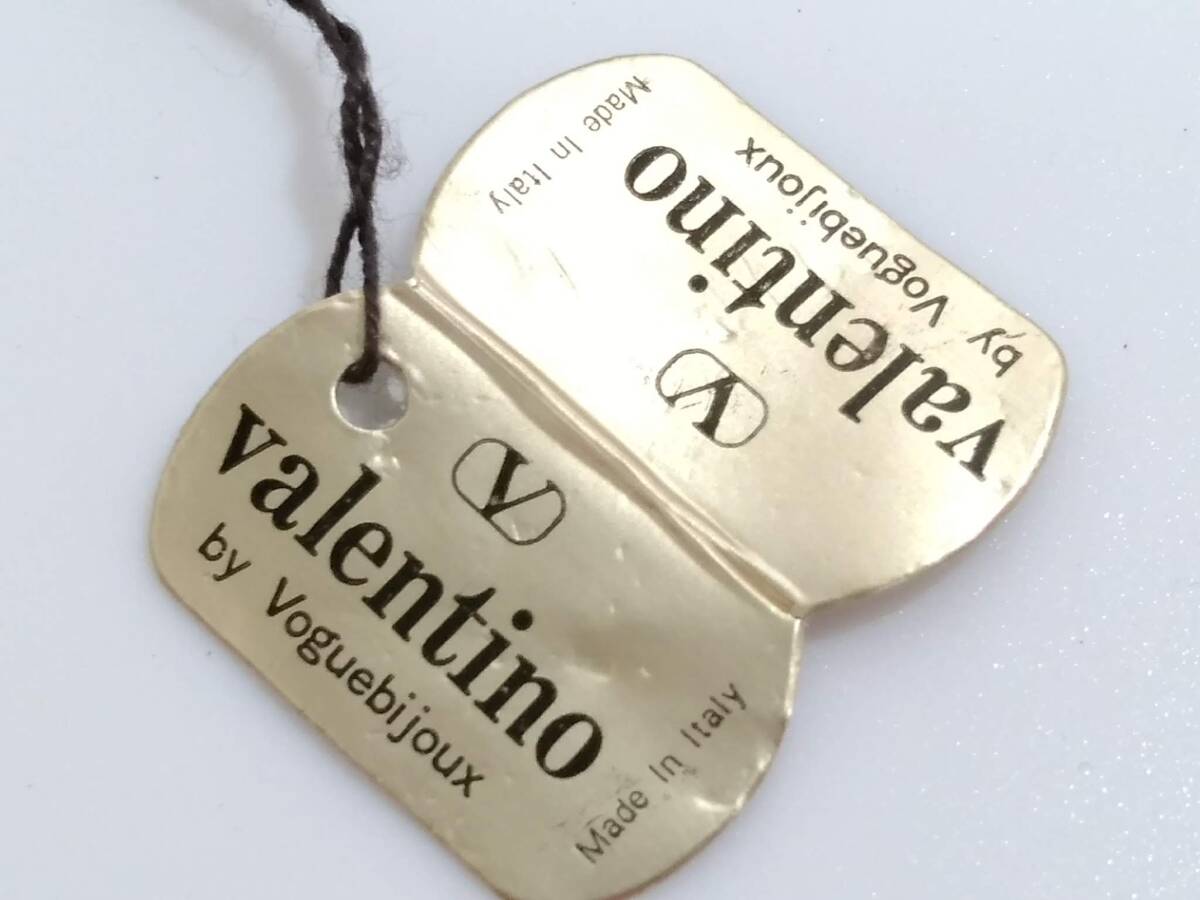 V
valentino
by Voguebijoux
Made In Italy
V
valentino
by Voguebijoux
Made In Italy